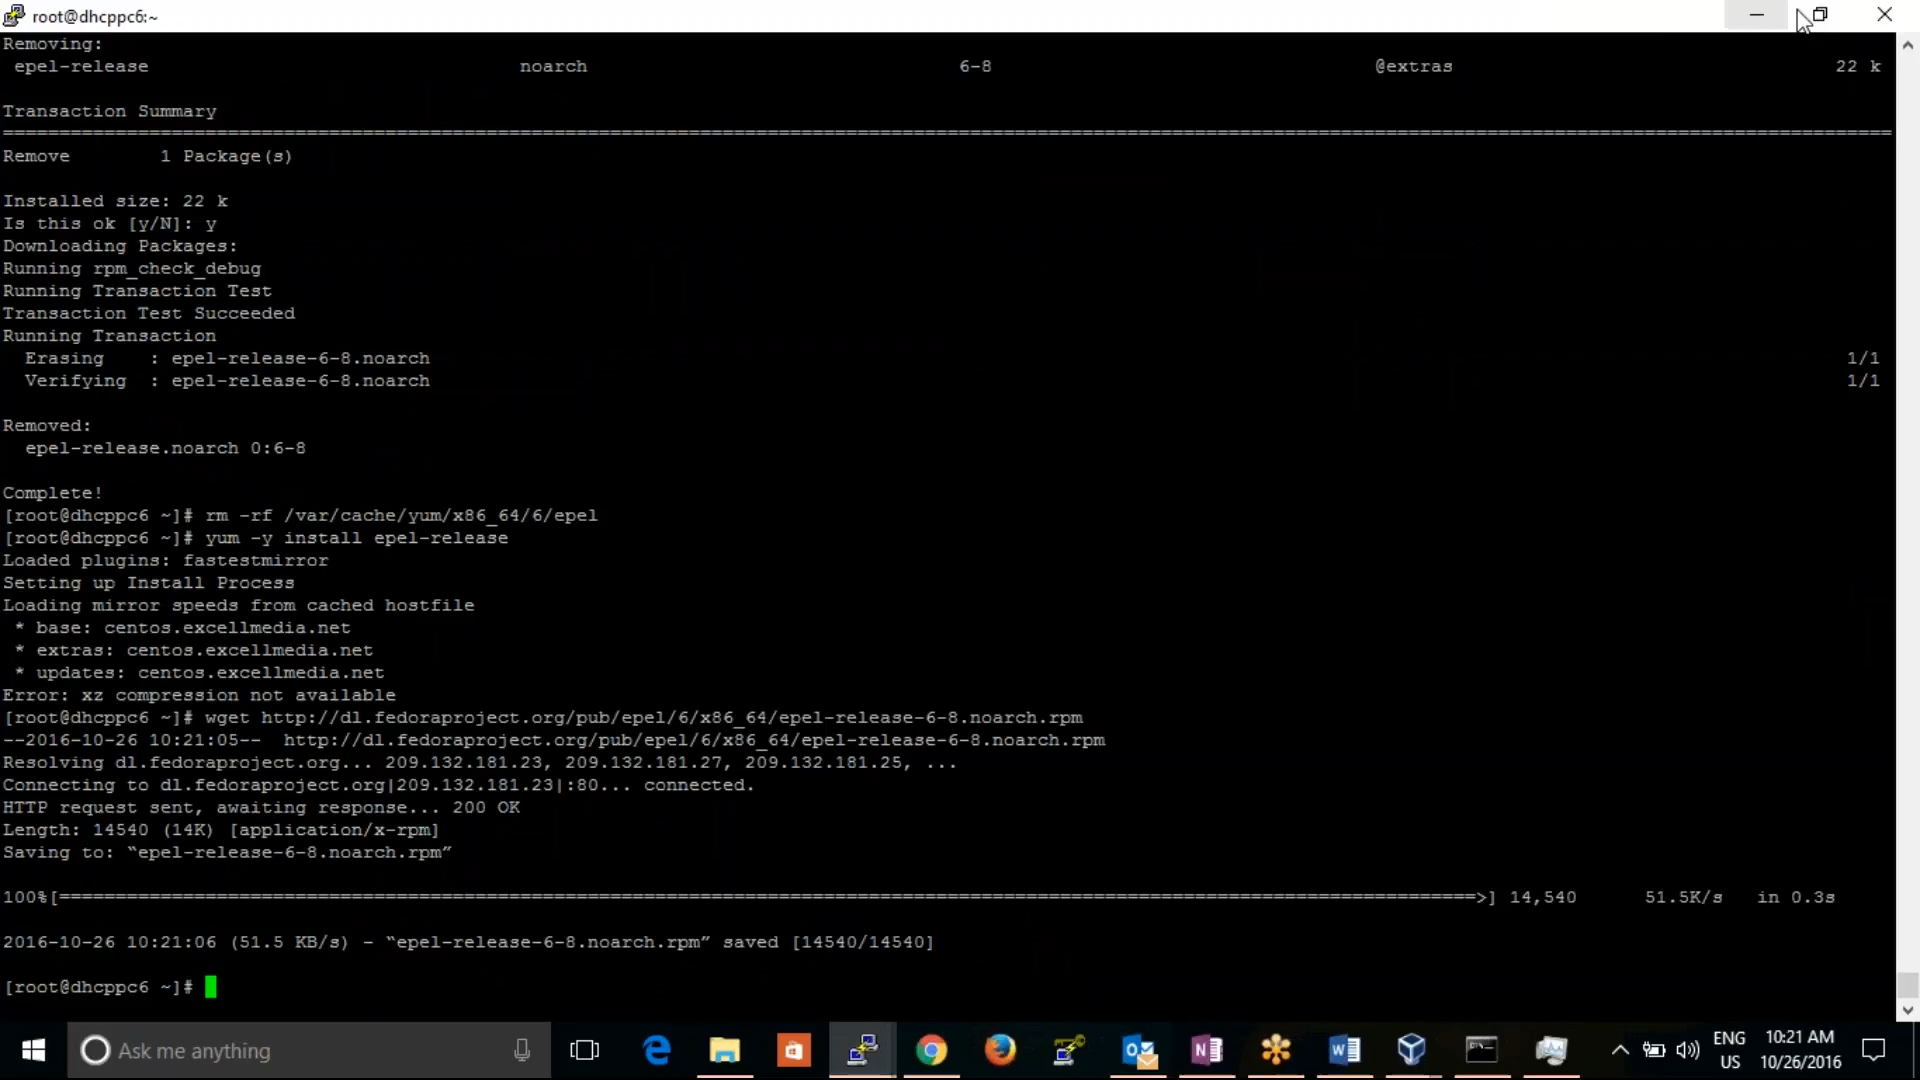 root@dhcppc6:~
Removing:
epel-release noarch 6-8 @extras 22 k
Transaction Summary
================================================================================
Remove 1 Package(s)
Installed size: 22 k
Is this ok [y/N]: y
Downloading Packages:
Running rpm_check_debug
Running Transaction Test
Transaction Test Succeeded
Running Transaction
Erasing : epel-release-6-8.noarch 1/1
Verifying : epel-release-6-8.noarch 1/1
Removed:
epel-release.noarch 0:6-8
Complete!
[root@dhcppc6 ~]# rm -rf /var/cache/yum/x86_64/6/epel
[root@dhcppc6 ~]# yum -y install epel-release
Loaded plugins: fastestmirror
Setting up Install Process
Loading mirror speeds from cached hostfile
* base: centos.excellmedia.net
* extras: centos.excellmedia.net
* updates: centos.excellmedia.net
Error: xz compression not available
[root@dhcppc6 ~]# wget http://dl.fedoraproject.org/pub/epel/6/x86_64/epel-release-6-8.noarch.rpm
--2016-10-26 10:21:05-- http://dl.fedoraproject.org/pub/epel/6/x86_64/epel-release-6-8.noarch.rpm
Resolving dl.fedoraproject.org... 209.132.181.23, 209.132.181.27, 209.132.181.25, ...
Connecting to dl.fedoraproject.org|209.132.181.23|:80... connected.
HTTP request sent, awaiting response... 200 OK
Length: 14540 (14K) [application/x-rpm]
Saving to: “epel-release-6-8.noarch.rpm”
100%[================================================================================>] 14,540 51.5K/s in 0.3s
2016-10-26 10:21:06 (51.5 KB/s) - “epel-release-6-8.noarch.rpm” saved [14540/14540]
[root@dhcppc6 ~]#
Ask me anything
ENG 10:21 AM
US 10/26/2016